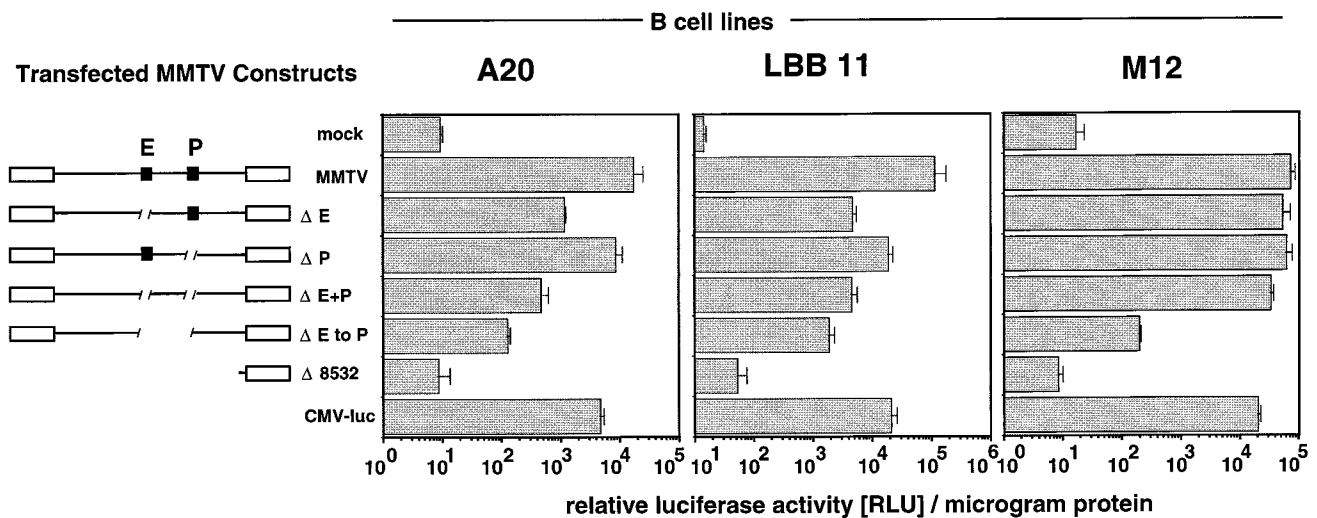 B cell lines
Transfected MMTV Constructs
A20
LBB 11
M12
E P
mock
MMTV
Δ E
Δ P
Δ E+P
Δ E to P
Δ 8532
CMV-luc
10^0 10^1 10^2 10^3 10^4 10^5
10^1 10^2 10^3 10^4 10^5 10^6
10^0 10^1 10^2 10^3 10^4 10^5
relative luciferase activity [RLU] / microgram protein